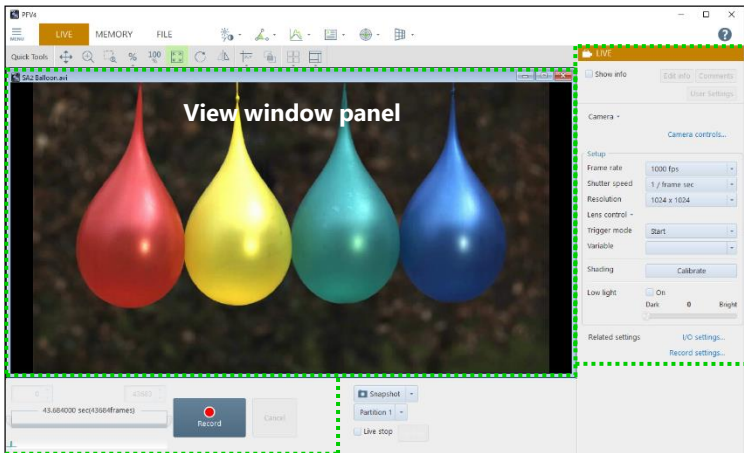 PFV4
MENU LIVE MEMORY FILE
Quick Tools 100 %
LIVE
SA2 Balloon.avi
View window panel
Show info Edit info Comments
User Settings
Camera
Camera controls...
Setup
Frame rate 1000 fps
Shutter speed 1 / frame sec
Resolution 1024 x 1024
Lens control
Trigger mode Start
Variable
Shading Calibrate
Low light On
Dark 0 Bright
Related settings I/O settings...
Record settings...
0 43683
43.684000 sec(43684frames)
Record
Cancel
Snapshot
Partition 1
Live stop